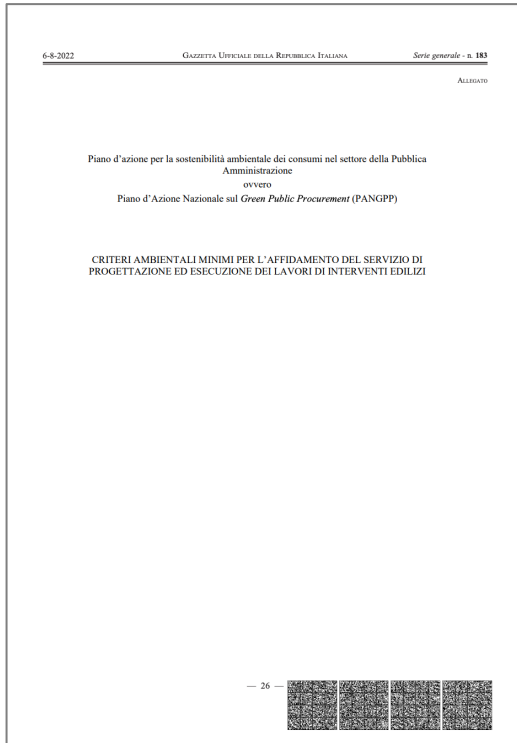 6-8-2022 GAZZETTA UFFICIALE DELLA REPUBBLICA ITALIANA Serie generale - n. 183
ALLEGATO
Piano d'azione per la sostenibilità ambientale dei consumi nel settore della Pubblica
Amministrazione
ovvero
Piano d'Azione Nazionale sul Green Public Procurement (PANGPP)
CRITERI AMBIENTALI MINIMI PER L'AFFIDAMENTO DEL SERVIZIO DI
PROGETTAZIONE ED ESECUZIONE DEI LAVORI DI INTERVENTI EDILIZI
— 26 —